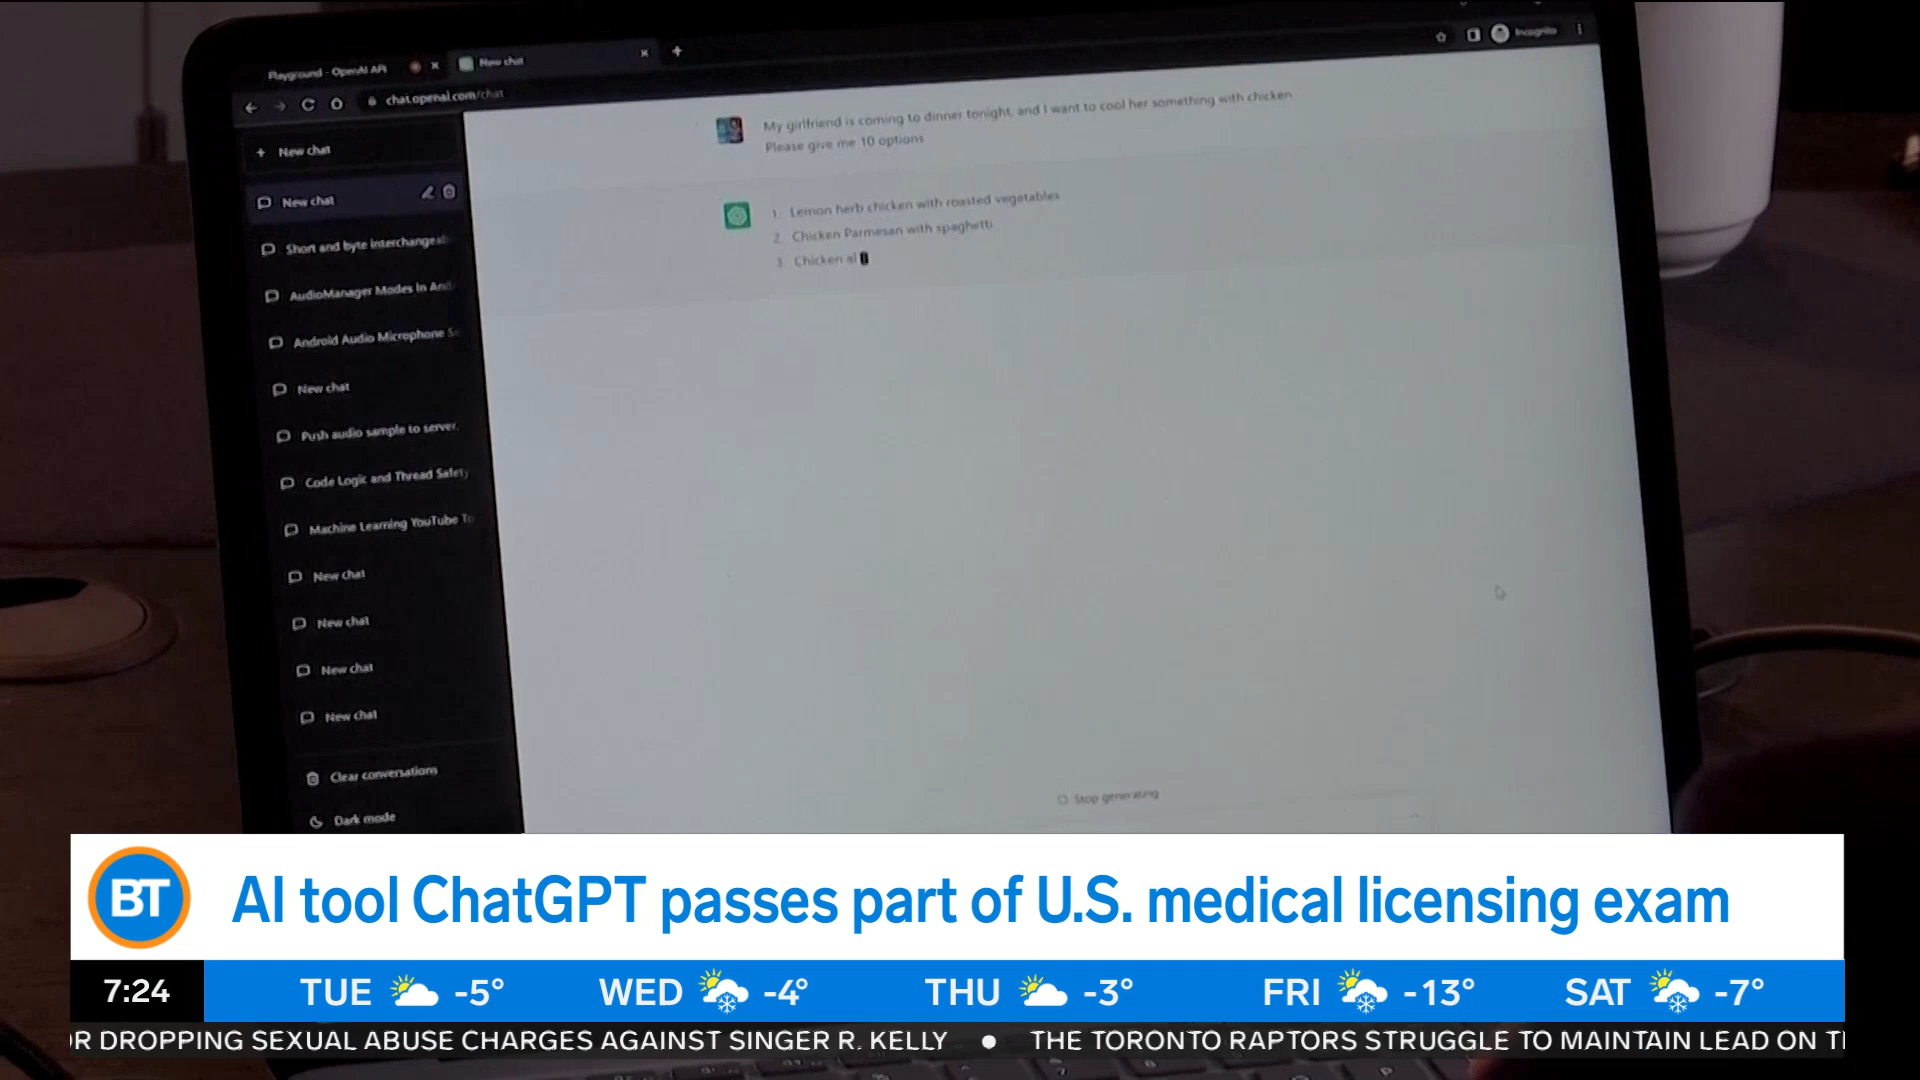 Playground - OpenAI API
New chat
Incognito
chat.openai.com/chat
+ New chat
New chat
Short and byte interchangeab
AudioManager Modes in And
Android Audio Microphone S
New chat
Push audio sample to server.
Code Logic and Thread Safety
Machine Learning YouTube To
New chat
New chat
New chat
New chat
Clear conversations
Dark mode
My girlfriend is coming to dinner tonight, and I want to cool her something with chicken.
Please give me 10 options
1. Lemon herb chicken with roasted vegetables
2. Chicken Parmesan with spaghetti
3. Chicken al
Stop generating
BT
AI tool ChatGPT passes part of U.S. medical licensing exam
7:24 TUE -5° WED -4° THU -3° FRI -13° SAT -7°
OR DROPPING SEXUAL ABUSE CHARGES AGAINST SINGER R. KELLY ● THE TORONTO RAPTORS STRUGGLE TO MAINTAIN LEAD ON T